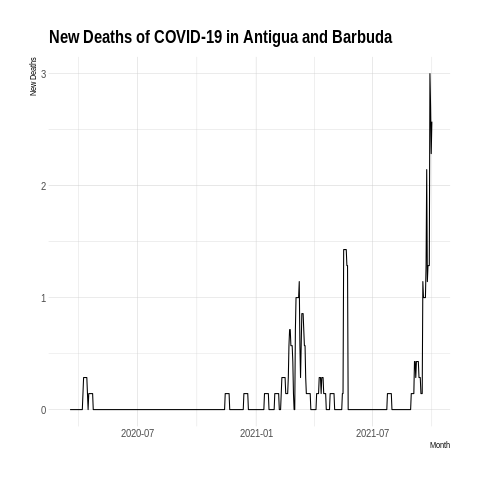 New Deaths of COVID-19 in Antigua and Barbuda
New Deaths
3
2
1
0
2020-07
2021-01
2021-07
Month